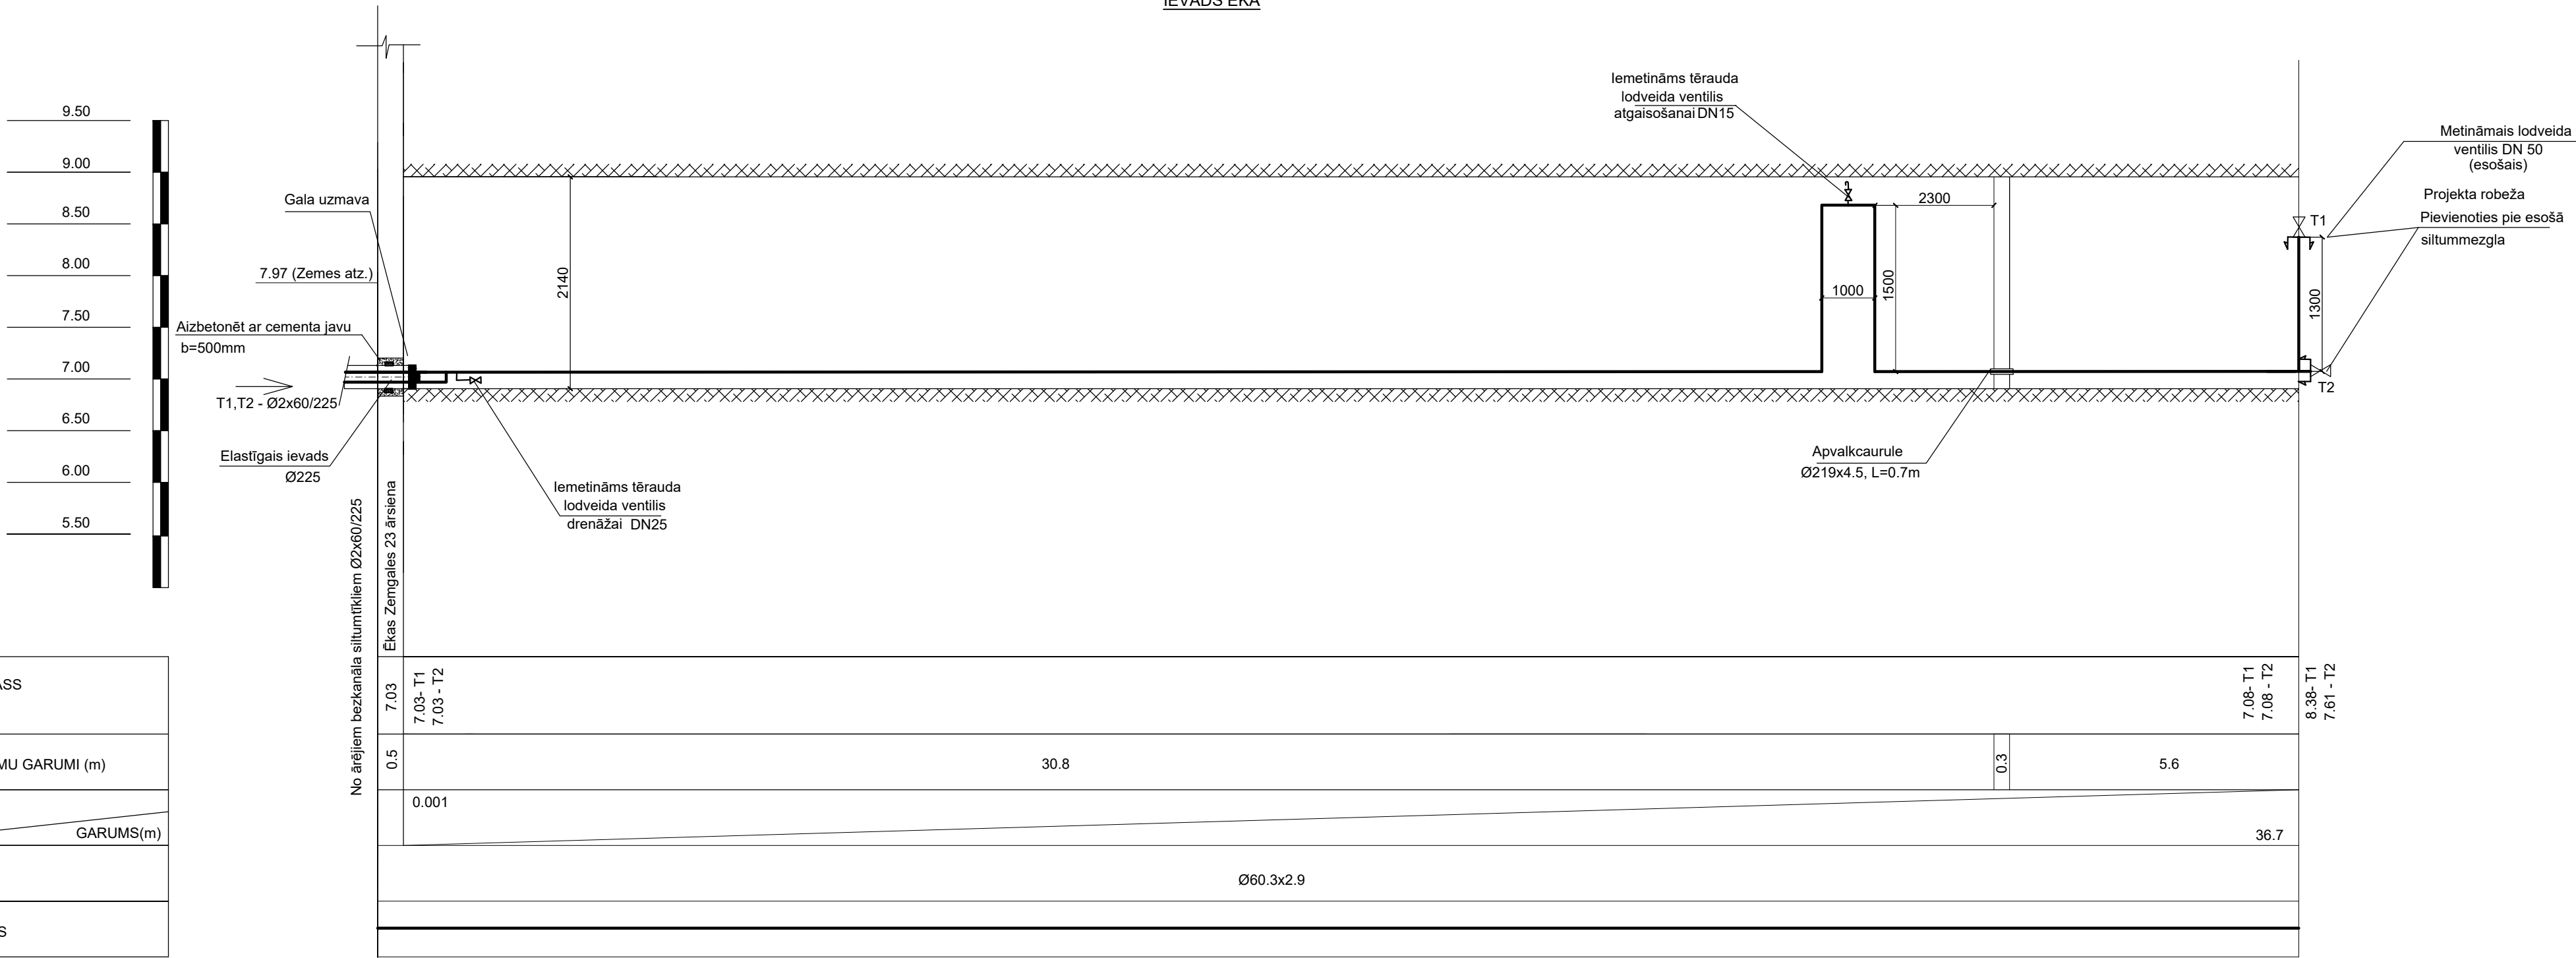 IEVADS ĒKĀ
9.50
9.00
8.50
8.00
7.50
7.00
6.50
6.00
5.50
Gala uzmava
7.97 (Zemes atz.)
Aizbetonēt ar cementa javu
b=500mm
T1,T2 - Ø2x60/225
Elastīgais ievads
Ø225
2140
Iemetināms tērauda
lodveida ventilis
drenāžai DN25
Iemetināms tērauda
lodveida ventilis
atgaisošanai DN15
2300
1000
1500
Apvalkcaurule
Ø219x4.5, L=0.7m
Metināmais lodveida
ventilis DN 50
(esošais)
Projekta robeža
Pievienoties pie esošā
siltummezgla
T1
1300
T2
No ārējiem bezkanāla siltumtīkliem Ø2x60/225
Ēkas Zemgales 23 ārsiena
ASS
7.03
7.03- T1
7.03 - T2
7.08- T1
7.08 - T2
8.38- T1
7.61 - T2
MU GARUMI (m)
0.5
30.8
0.3
5.6
0.001
GARUMS(m)
36.7
Ø60.3x2.9
S